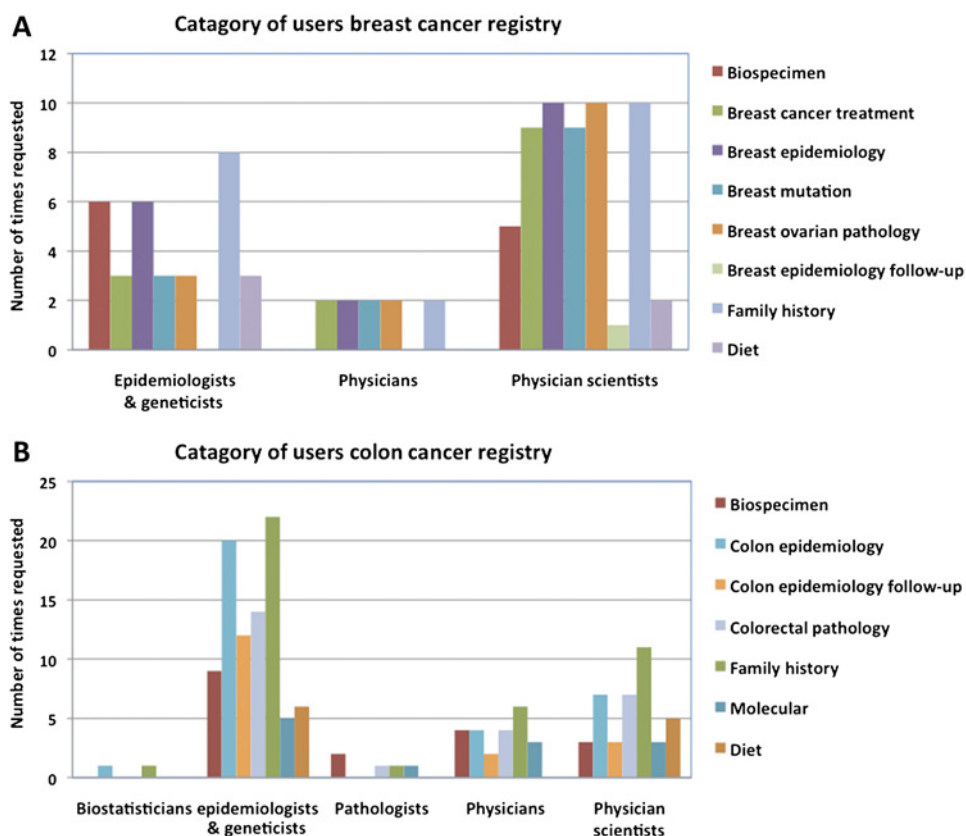 A
Catagory of users breast cancer registry
Number of times requested
12
10
8
6
4
2
0
Epidemiologists
& geneticists
Physicians
Physician scientists
Biospecimen
Breast cancer treatment
Breast epidemiology
Breast mutation
Breast ovarian pathology
Breast epidemiology follow-up
Family history
Diet
B
Catagory of users colon cancer registry
Number of times requested
25
20
15
10
5
0
Biostatisticians
epidemiologists
& geneticists
Pathologists
Physicians
Physician
scientists
Biospecimen
Colon epidemiology
Colon epidemiology follow-up
Colorectal pathology
Family history
Molecular
Diet